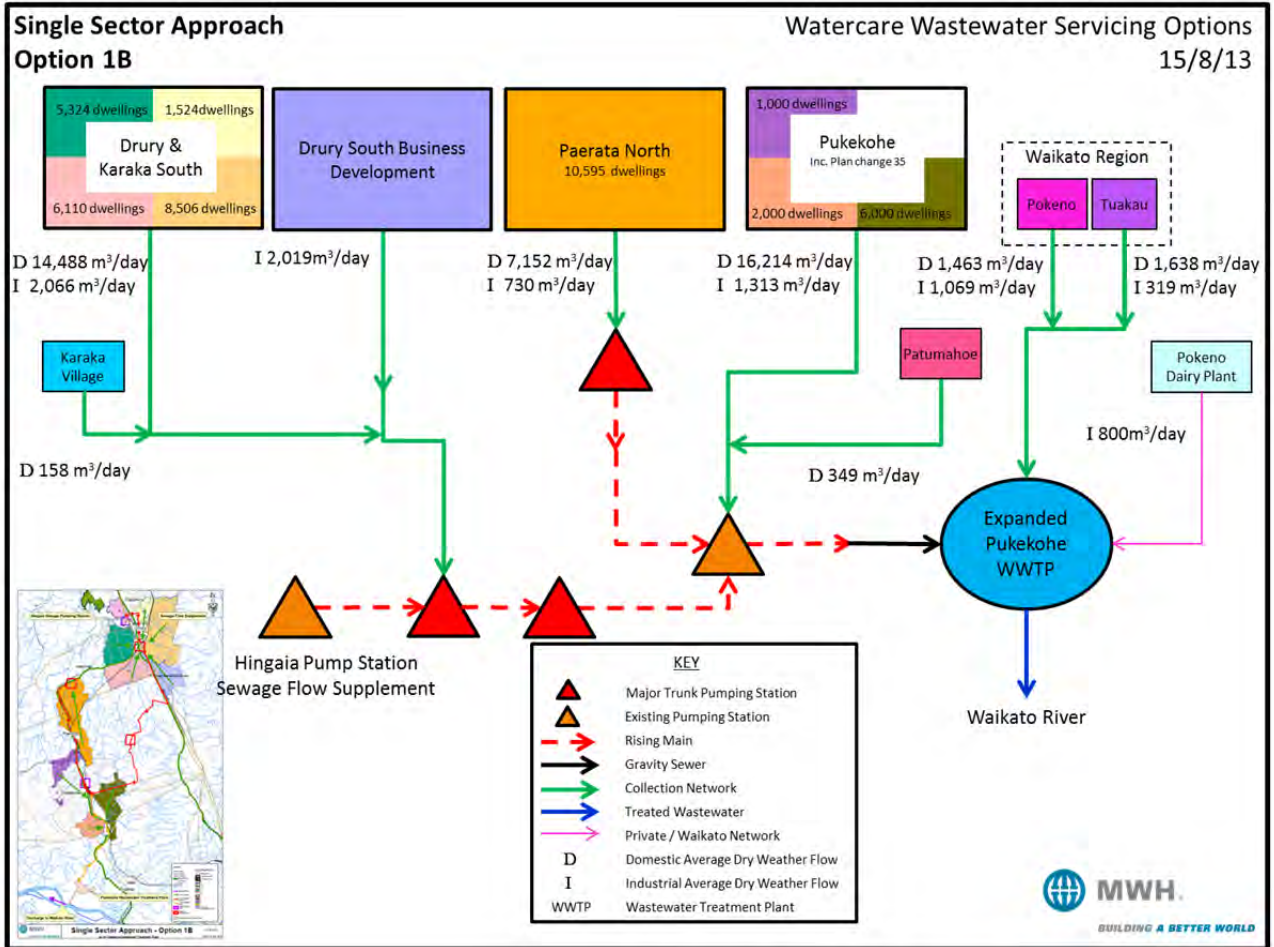 Single Sector Approach
Option 1B
Watercare Wastewater Servicing Options
15/8/13
5,324 dwellings
1,524dwellings
Drury &
Karaka South
6,110 dwellings
8,506 dwellings
Drury South Business
Development
Paerata North
10,595 dwellings
1,000 dwellings
Pukekohe
Inc. Plan change 35
2,000 dwellings
6,000 dwellings
Waikato Region
Pokeno
Tuakau
D 14,488 m³/day
I 2,066 m³/day
I 2,019m³/day
D 7,152 m³/day
I 730 m³/day
D 16,214 m³/day
I 1,313 m³/day
D 1,463 m³/day
I 1,069 m³/day
D 1,638 m³/day
I 319 m³/day
Karaka
Village
Patumahoe
Pokeno
Dairy Plant
D 158 m³/day
D 349 m³/day
I 800m³/day
Expanded
Pukekohe
WWTP
Hingaia Pump Station
Sewage Flow Supplement
Waikato River
KEY
Major Trunk Pumping Station
Existing Pumping Station
Rising Main
Gravity Sewer
Collection Network
Treated Wastewater
Private / Waikato Network
D Domestic Average Dry Weather Flow
I Industrial Average Dry Weather Flow
WWTP Wastewater Treatment Plant
Single Sector Approach - Option 1B
MWH.
BUILDING A BETTER WORLD